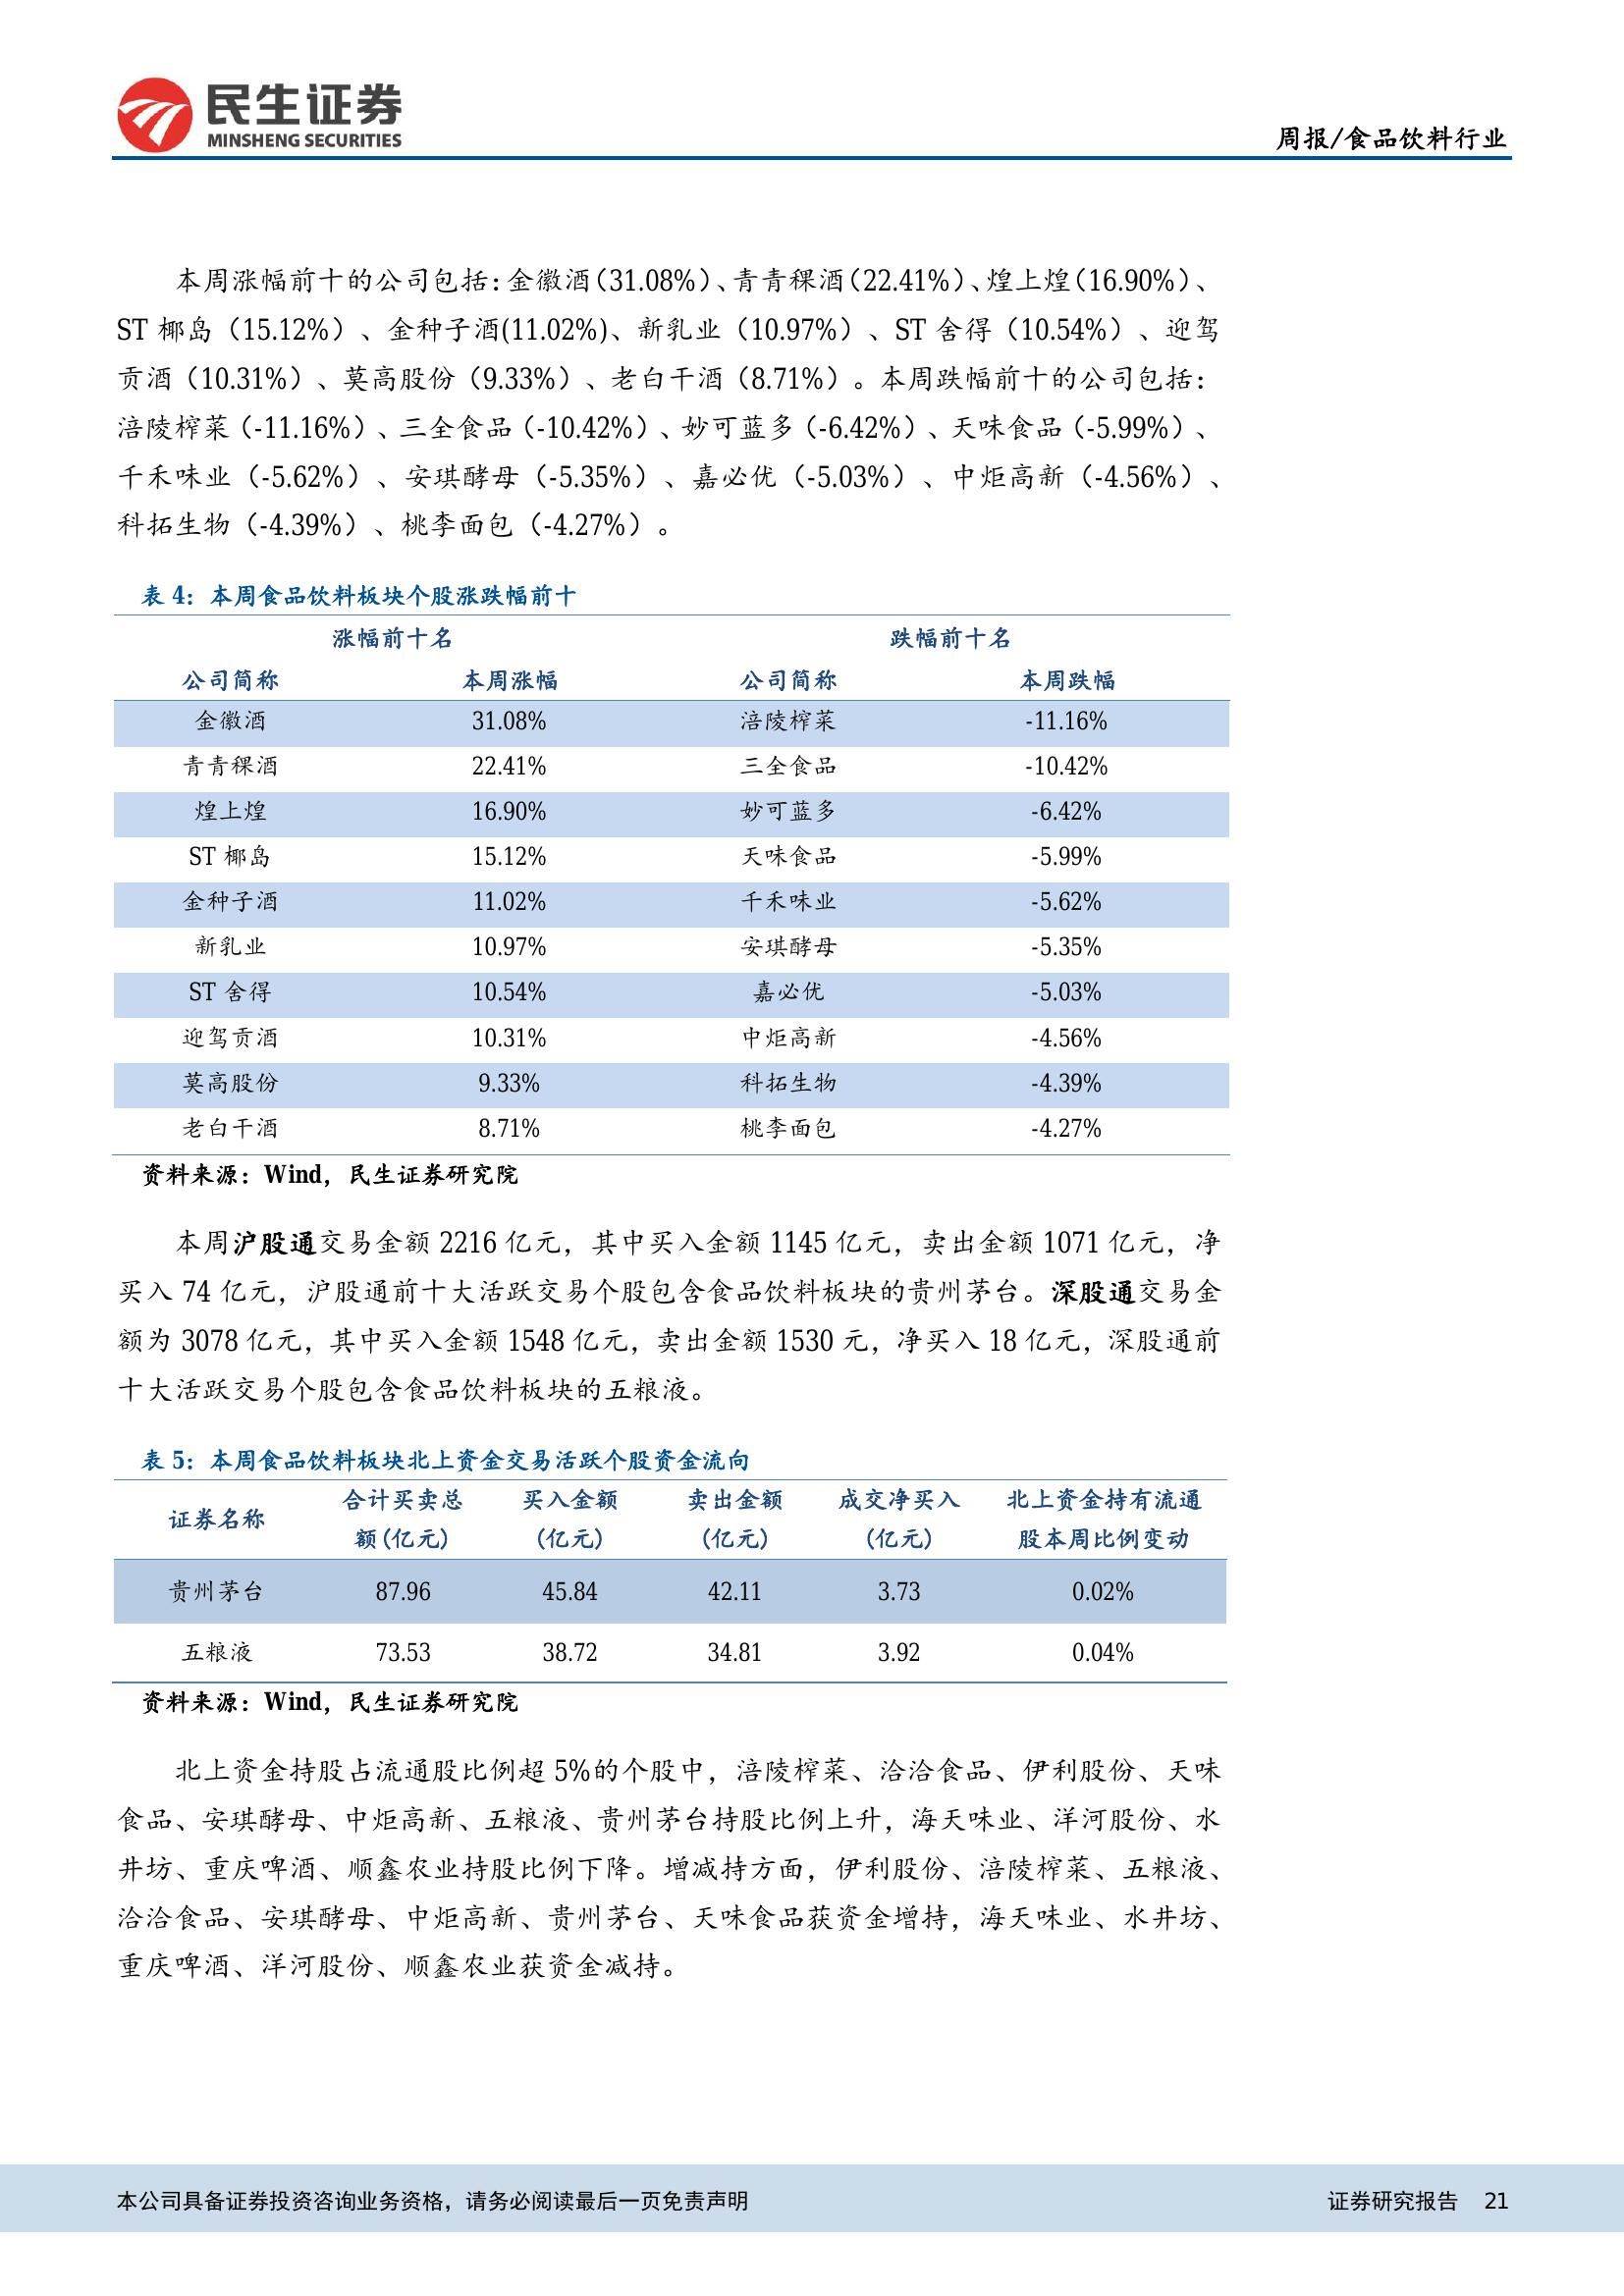 民生证券
MINSHENG SECURITIES
周报/食品饮料行业
本周涨幅前十的公司包括：金徽酒（31.08%）、青青稞酒（22.41%）、煌上煌（16.90%）、
ST 椰岛（15.12%）、金种子酒(11.02%)、新乳业（10.97%）、ST 舍得（10.54%）、迎驾
贡酒（10.31%）、莫高股份（9.33%）、老白干酒（8.71%）。本周跌幅前十的公司包括：
涪陵榨菜（-11.16%）、三全食品（-10.42%）、妙可蓝多（-6.42%）、天味食品（-5.99%）、
千禾味业（-5.62%）、安琪酵母（-5.35%）、嘉必优（-5.03%）、中炬高新（-4.56%）、
科拓生物（-4.39%）、桃李面包（-4.27%）。
表 4：本周食品饮料板块个股涨跌幅前十
涨幅前十名 跌幅前十名
公司简称 本周涨幅 公司简称 本周跌幅
金徽酒 31.08% 涪陵榨菜 -11.16%
青青稞酒 22.41% 三全食品 -10.42%
煌上煌 16.90% 妙可蓝多 -6.42%
ST 椰岛 15.12% 天味食品 -5.99%
金种子酒 11.02% 千禾味业 -5.62%
新乳业 10.97% 安琪酵母 -5.35%
ST 舍得 10.54% 嘉必优 -5.03%
迎驾贡酒 10.31% 中炬高新 -4.56%
莫高股份 9.33% 科拓生物 -4.39%
老白干酒 8.71% 桃李面包 -4.27%
资料来源：Wind，民生证券研究院
本周沪股通交易金额 2216 亿元，其中买入金额 1145 亿元，卖出金额 1071 亿元，净
买入 74 亿元，沪股通前十大活跃交易个股包含食品饮料板块的贵州茅台。深股通交易金
额为 3078 亿元，其中买入金额 1548 亿元，卖出金额 1530 元，净买入 18 亿元，深股通前
十大活跃交易个股包含食品饮料板块的五粮液。
表 5：本周食品饮料板块北上资金交易活跃个股资金流向
证券名称 合计买卖总额(亿元) 买入金额(亿元) 卖出金额(亿元) 成交净买入(亿元) 北上资金持有流通股本周比例变动
贵州茅台 87.96 45.84 42.11 3.73 0.02%
五粮液 73.53 38.72 34.81 3.92 0.04%
资料来源：Wind，民生证券研究院
北上资金持股占流通股比例超 5%的个股中，涪陵榨菜、洽洽食品、伊利股份、天味
食品、安琪酵母、中炬高新、五粮液、贵州茅台持股比例上升，海天味业、洋河股份、水
井坊、重庆啤酒、顺鑫农业持股比例下降。增减持方面，伊利股份、涪陵榨菜、五粮液、
洽洽食品、安琪酵母、中炬高新、贵州茅台、天味食品获资金增持，海天味业、水井坊、
重庆啤酒、洋河股份、顺鑫农业获资金减持。
本公司具备证券投资咨询业务资格，请务必阅读最后一页免责声明 证券研究报告 21